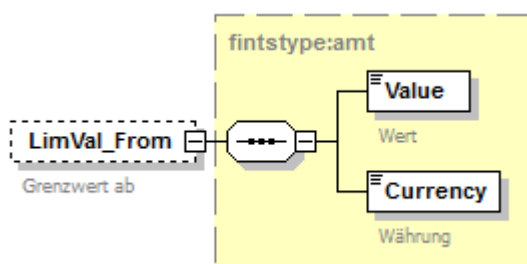 fintstype:amt
LimVal_From
Grenzwert ab
Value
Wert
Currency
Währung